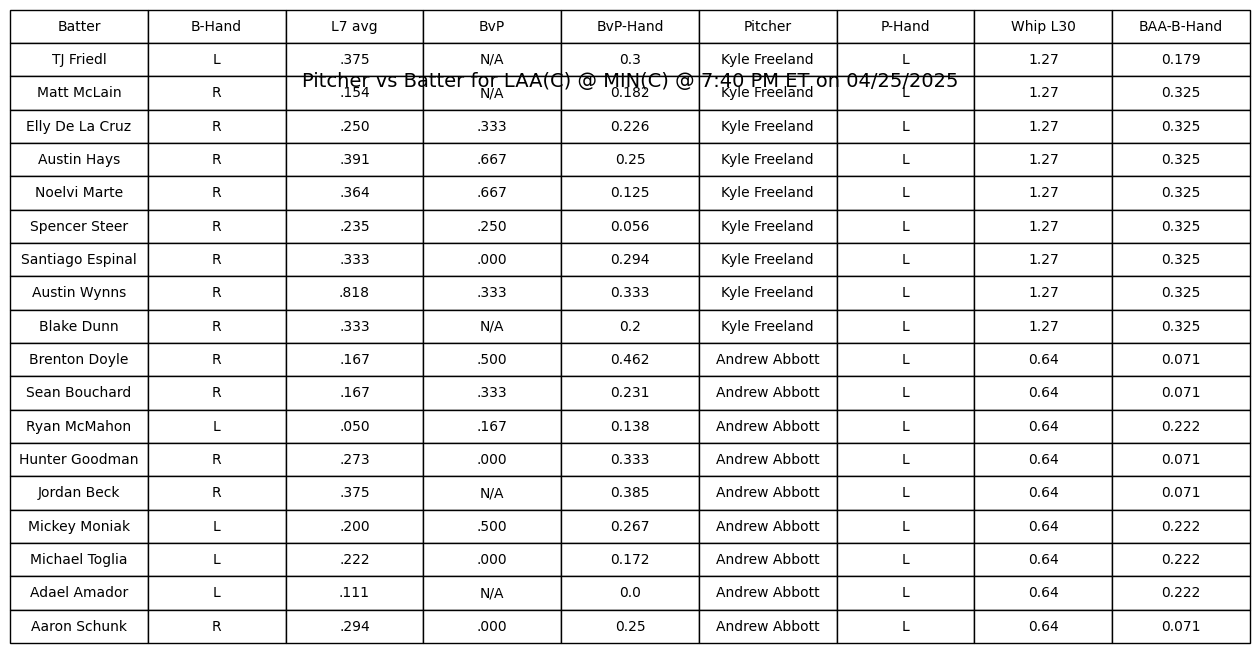 Batter B-Hand L7 avg BvP BvP-Hand Pitcher P-Hand Whip L30 BAA-B-Hand
TJ Friedl L .375 N/A 0.3 Kyle Freeland L 1.27 0.179
Pitcher vs Batter for LAA(C) @ MIN(C) @ 7:40 PM ET on 04/25/2025
Matt McLain R .154 N/A 0.182 Kyle Freeland L 1.27 0.325
Elly De La Cruz R .250 .333 0.226 Kyle Freeland L 1.27 0.325
Austin Hays R .391 .667 0.25 Kyle Freeland L 1.27 0.325
Noelvi Marte R .364 .667 0.125 Kyle Freeland L 1.27 0.325
Spencer Steer R .235 .250 0.056 Kyle Freeland L 1.27 0.325
Santiago Espinal R .333 .000 0.294 Kyle Freeland L 1.27 0.325
Austin Wynns R .818 .333 0.333 Kyle Freeland L 1.27 0.325
Blake Dunn R .333 N/A 0.2 Kyle Freeland L 1.27 0.325
Brenton Doyle R .167 .500 0.462 Andrew Abbott L 0.64 0.071
Sean Bouchard R .167 .333 0.231 Andrew Abbott L 0.64 0.071
Ryan McMahon L .050 .167 0.138 Andrew Abbott L 0.64 0.222
Hunter Goodman R .273 .000 0.333 Andrew Abbott L 0.64 0.071
Jordan Beck R .375 N/A 0.385 Andrew Abbott L 0.64 0.071
Mickey Moniak L .200 .500 0.267 Andrew Abbott L 0.64 0.222
Michael Toglia L .222 .000 0.172 Andrew Abbott L 0.64 0.222
Adael Amador L .111 N/A 0.0 Andrew Abbott L 0.64 0.222
Aaron Schunk R .294 .000 0.25 Andrew Abbott L 0.64 0.071